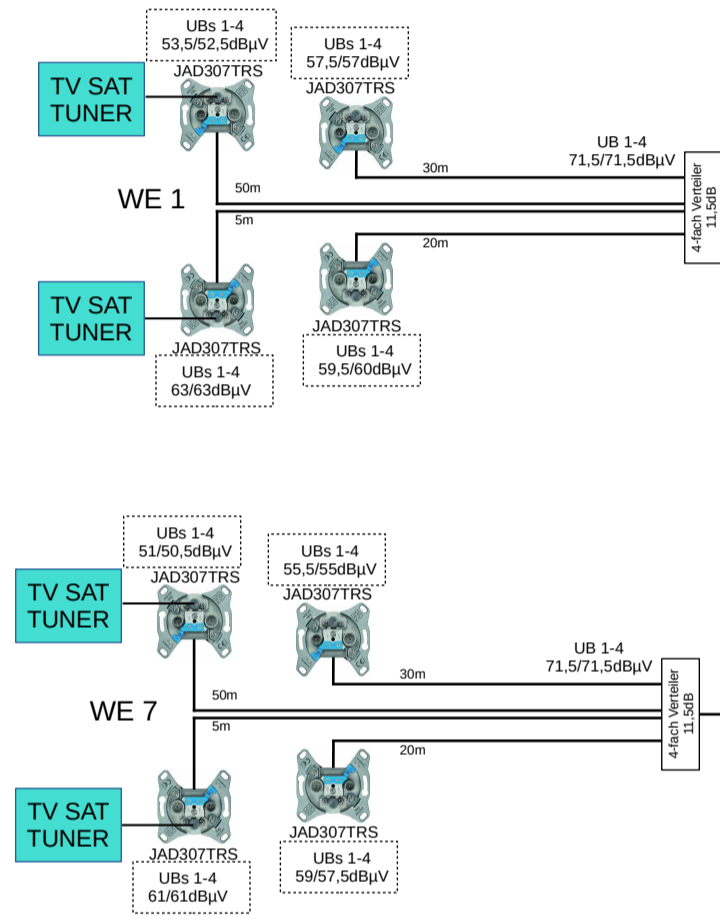 UBs 1-4
53,5/52,5dBµV
JAD307TRS
UBs 1-4
57,5/57dBµV
JAD307TRS
TV SAT
TUNER
UB 1-4
71,5/71,5dBµV
30m
WE 1
50m
5m
20m
4-fach Verteiler
11,5dB
TV SAT
TUNER
JAD307TRS
UBs 1-4
63/63dBµV
JAD307TRS
UBs 1-4
59,5/60dBµV
UBs 1-4
51/50,5dBµV
JAD307TRS
UBs 1-4
55,5/55dBµV
JAD307TRS
TV SAT
TUNER
UB 1-4
71,5/71,5dBµV
30m
WE 7
50m
5m
20m
4-fach Verteiler
11,5dB
TV SAT
TUNER
JAD307TRS
UBs 1-4
61/61dBµV
JAD307TRS
UBs 1-4
59/57,5dBµV